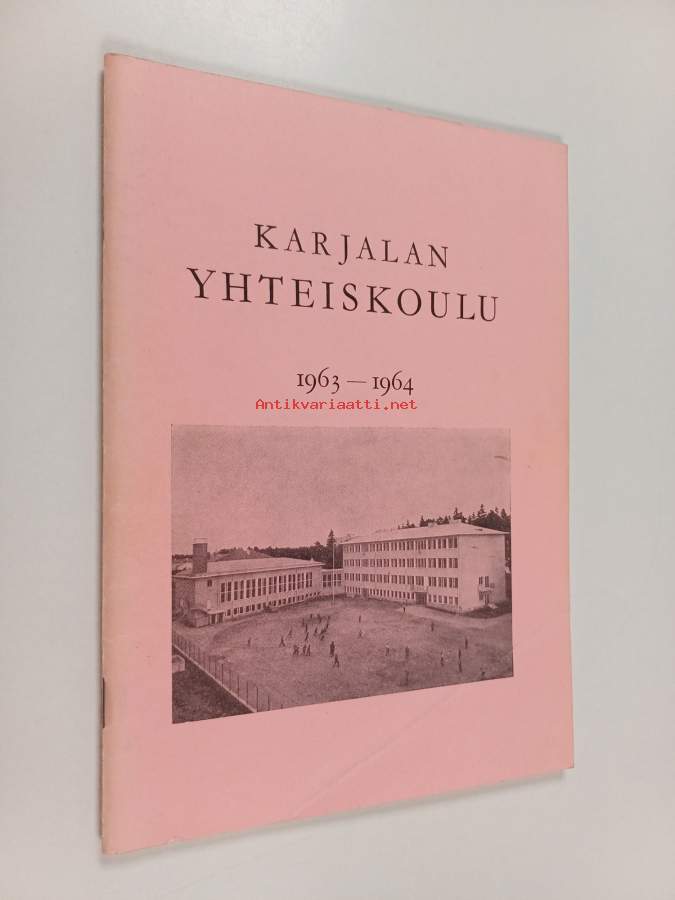 KARJALAN
YHTEISKOULU
1963 — 1964
Antikvariaatti.net